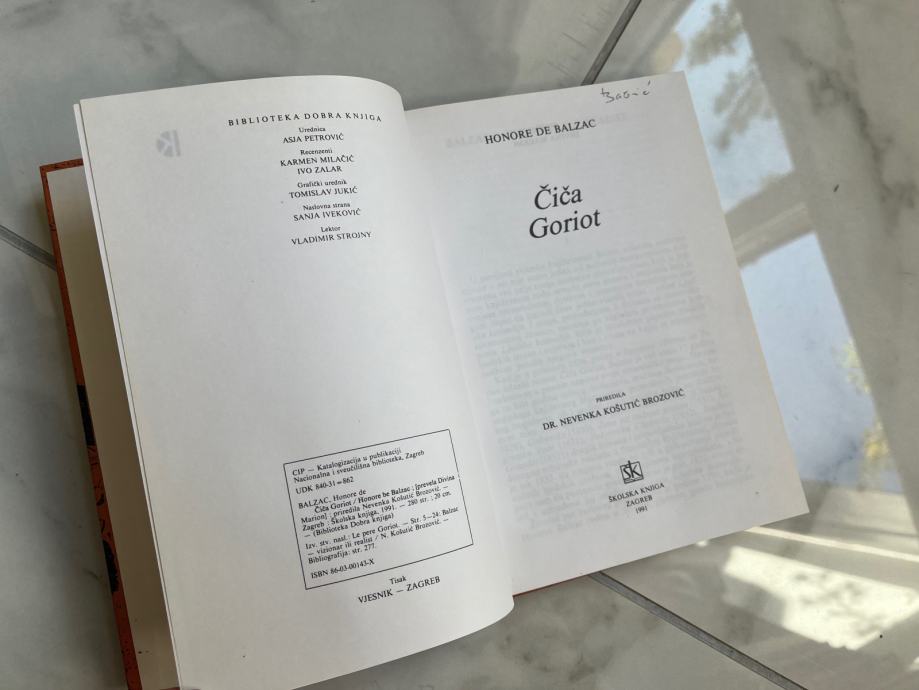 BIBLIOTEKA DOBRA KNJIGA
Urednica
ASJA PETROVIĆ
Recenzenti
KARMEN MILAČIĆ
IVO ZALAR
Grafički urednik
TOMISLAV JUKIĆ
Naslovna strana
SANJA IVEKOVIĆ
Lektor
VLADIMIR STROJNY
CIP — Katalogizacija u publikaciji
Nacionalna i sveučilišna biblioteka, Zagreb
UDK 840-31=862
BALZAC, Honore de
Čiča Goriot / Honore be Balzac ; [prevela Divina
Marion] ; priredila Nevenka Košutić Brozović. —
Zagreb : Školska knjiga, 1991. — 280 str. ; 20 cm.
— (Biblioteka Dobra knjiga)
Izv. stv. nasl.: Le pere Goriot. — Str. 5—24: Balzac
— vizionar ili realist / N. Košutić Brozović. —
Bibliografija: str. 277.
ISBN 86-03-00143-X
Tisak
VJESNIK — ZAGREB
HONORE DE BALZAC
Čiča
Goriot
PRIREDILA
DR. NEVENKA KOŠUTIĆ BROZOVIĆ
ŠK
ŠKOLSKA KNJIGA
ZAGREB
1991